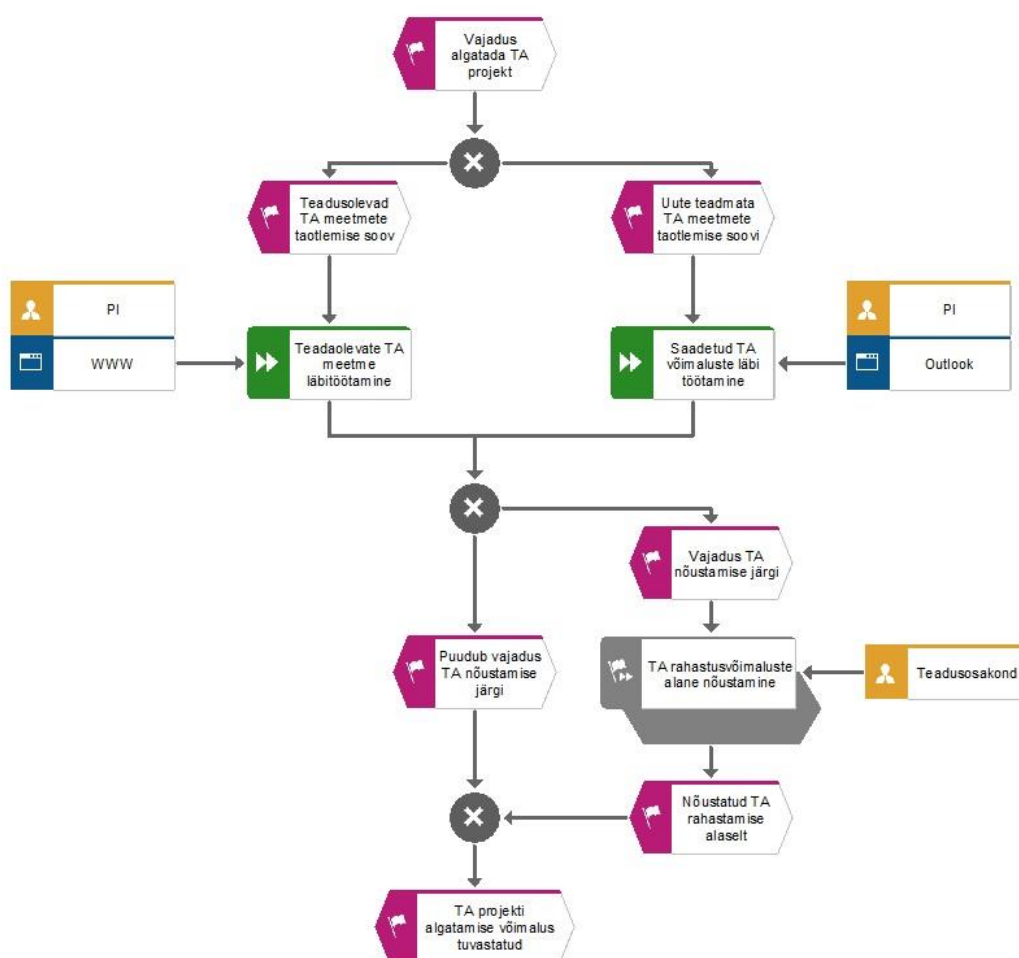 Vajadus
algatada TA
projekt
Teadusolevad
TA meetmete
taotlemise soov
Uute teadmata
TA meetmete
taotlemise soovi
PI
WWW
Teadaolevate TA
meetme
läbitöötamine
Saadetud TA
võimaluste läbi
töötamine
PI
Outlook
Vajadus TA
nõustamise järgi
Puudub vajadus
TA nõustamise
järgi
TA rahastusvõimaluste
alane nõustamine
Teadusosakond
Nõustatud TA
rahastamise
alaselt
TA projekti
algatamise võimalus
tuvastatud